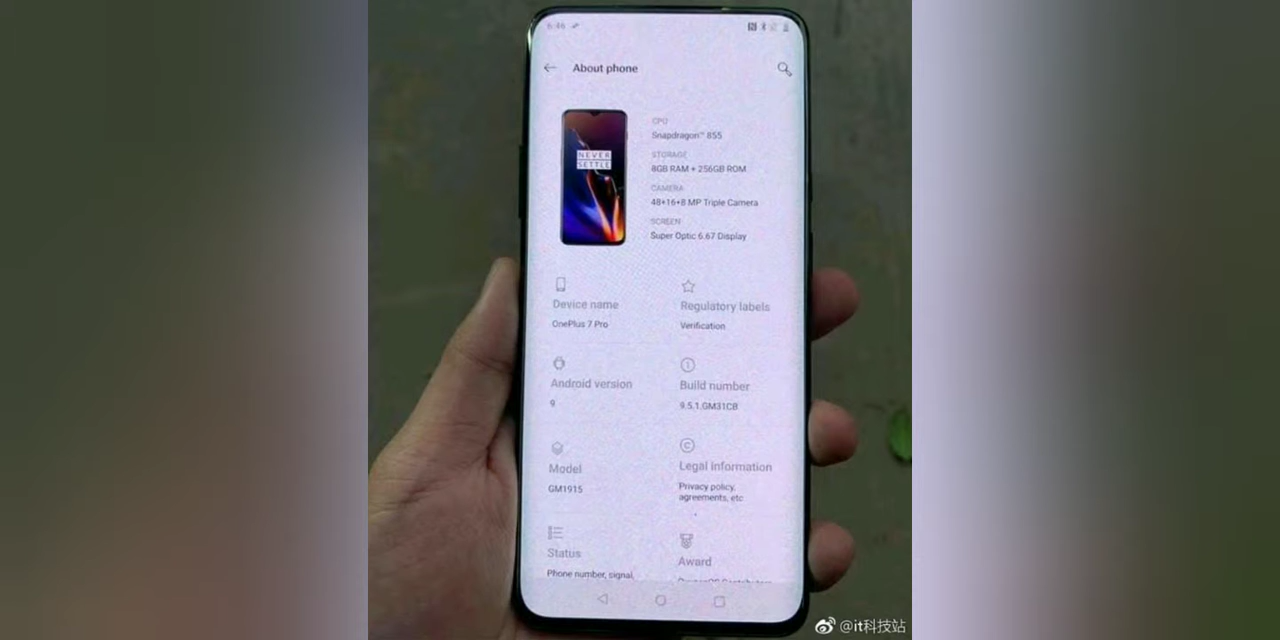 6:46
About phone
NEVER
SETTLE
CPU
Snapdragon™ 855
STORAGE
8GB RAM + 256GB ROM
CAMERA
48+16+8 MP Triple Camera
SCREEN
Super Optic 6.67 Display
Device name
OnePlus 7 Pro
Regulatory labels
Verification
Android version
9
Build number
9.5.1.GM31CB
Model
GM1915
Legal information
Privacy policy,
agreements, etc
Status
Phone number, signal,
Award
@it科技站